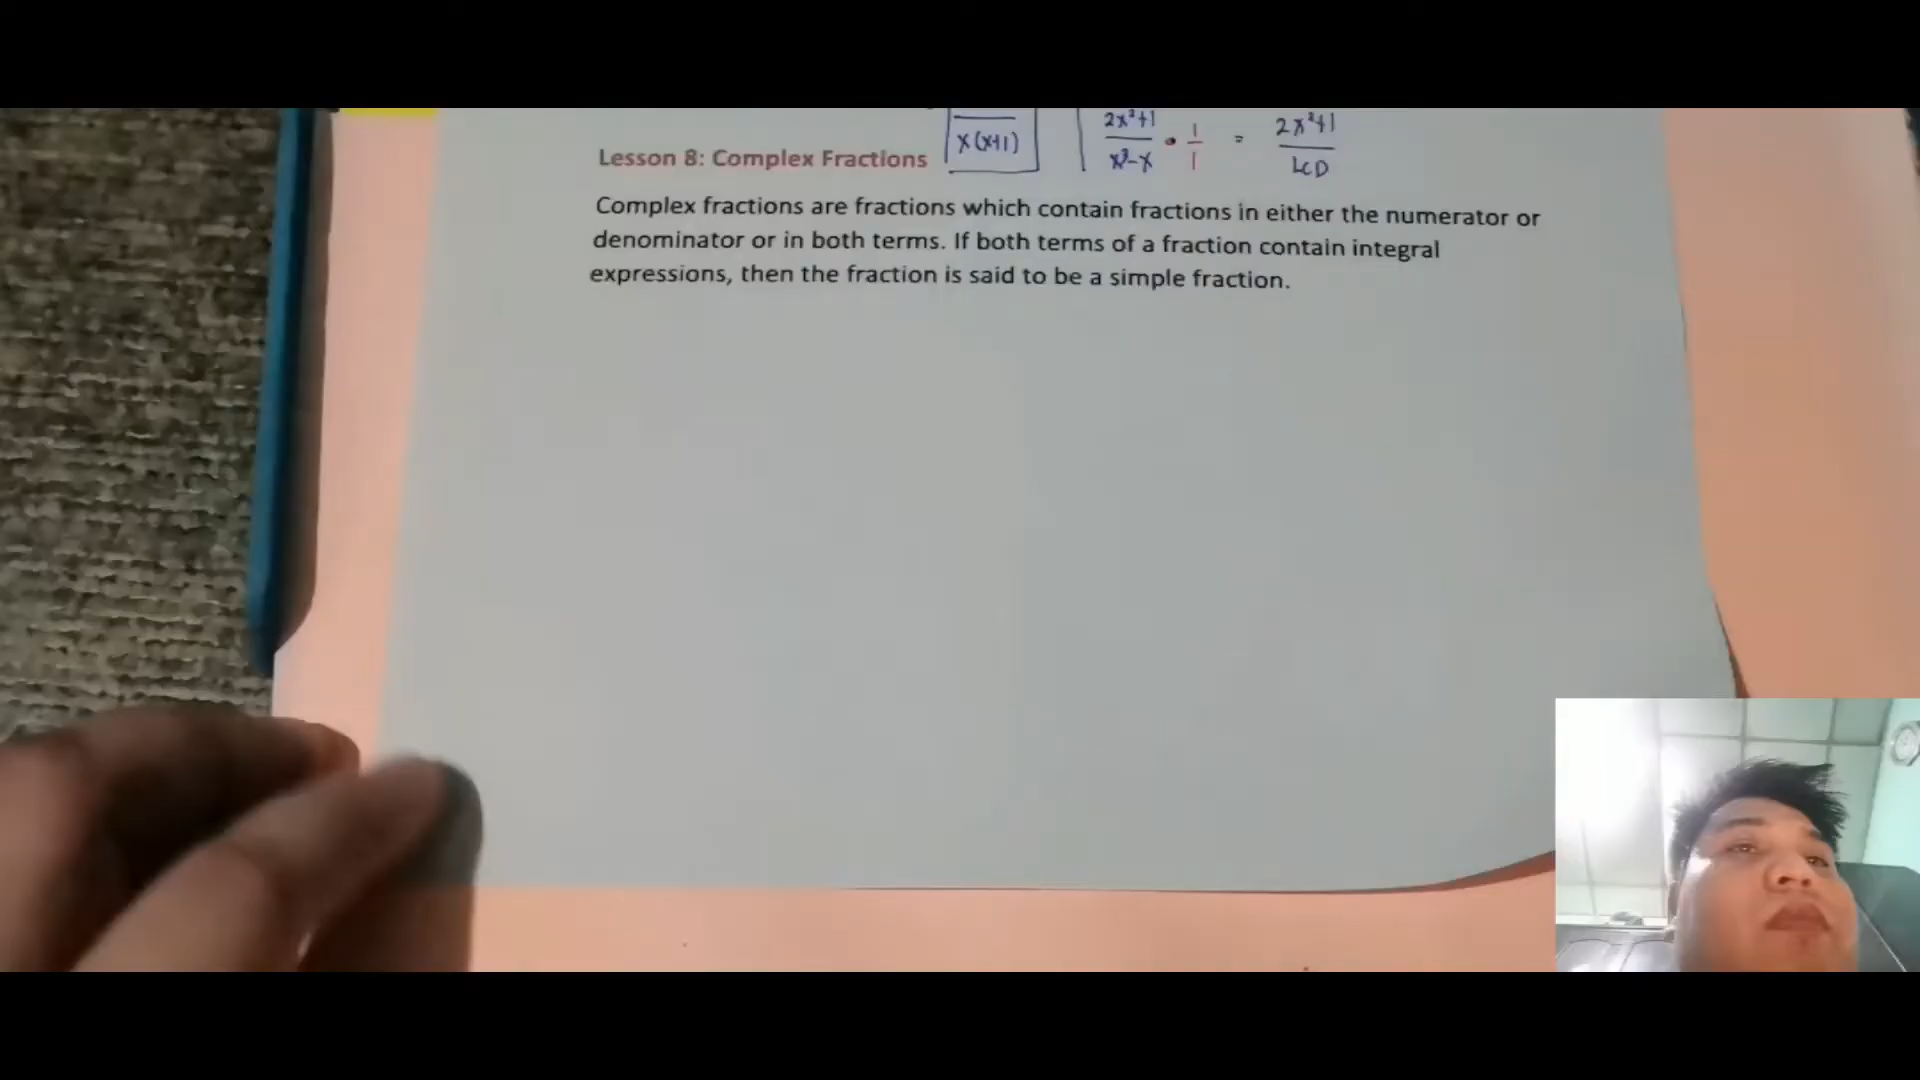 x(x+1)
2x²+1 / x³-x • 1/1 = 2x²+1 / LCD
Lesson 8: Complex Fractions
Complex fractions are fractions which contain fractions in either the numerator or
denominator or in both terms. If both terms of a fraction contain integral
expressions, then the fraction is said to be a simple fraction.